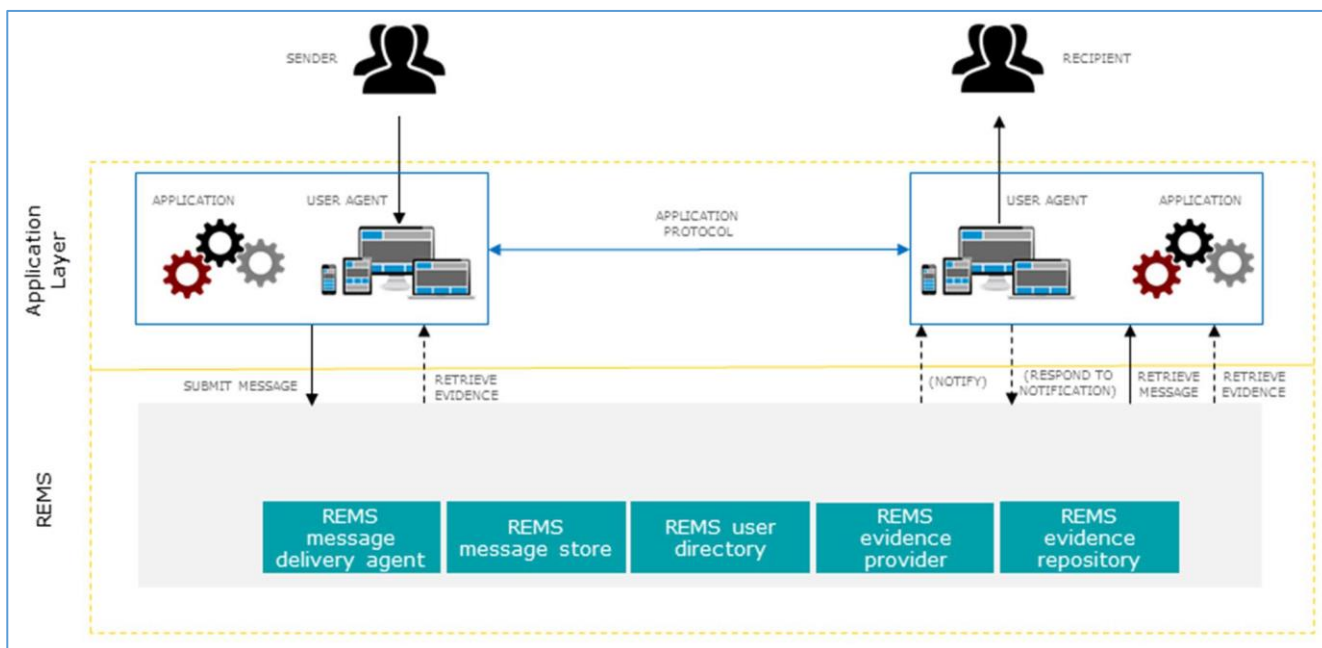 SENDER
RECIPIENT
Application
Layer
APPLICATION
USER AGENT
APPLICATION
PROTOCOL
USER AGENT
APPLICATION
SUBMIT MESSAGE
RETRIEVE
EVIDENCE
(NOTIFY)
(RESPOND TO
NOTIFICATION)
RETRIEVE
MESSAGE
RETRIEVE
EVIDENCE
REMS
REMS
message
delivery agent
REMS
message store
REMS user
directory
REMS
evidence
provider
REMS
evidence
repository